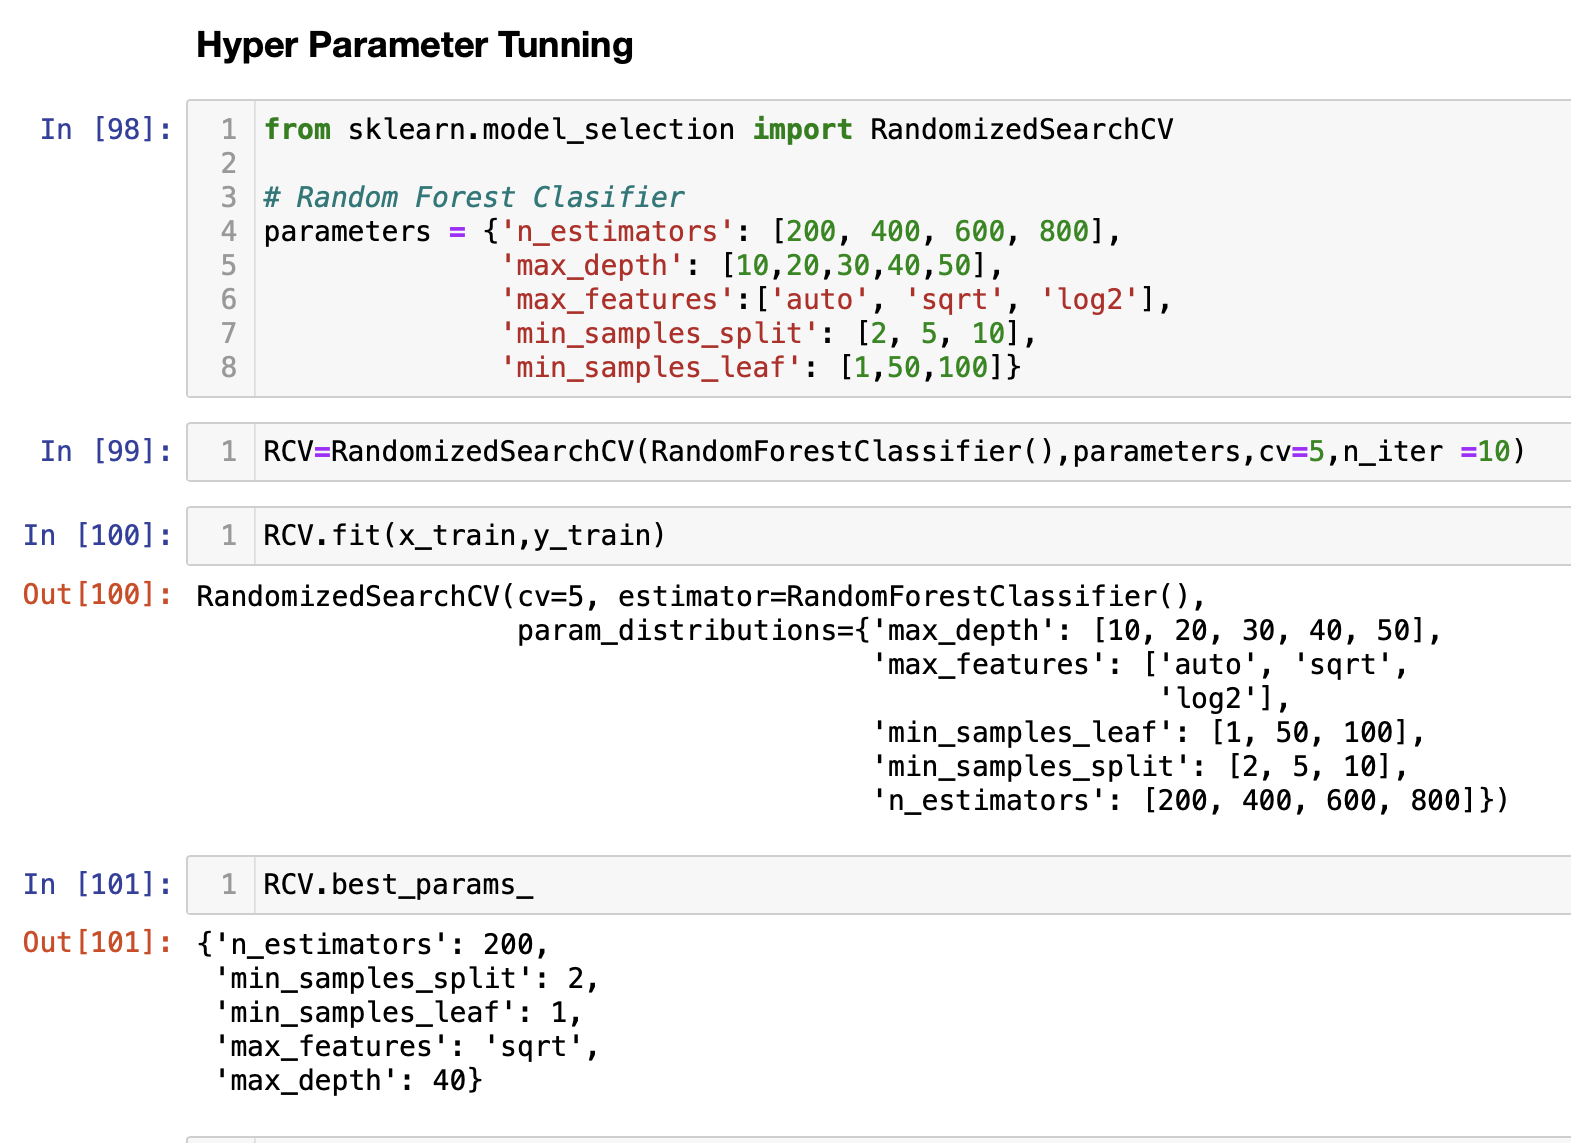 Hyper Parameter Tunning
In [98]:
1 from sklearn.model_selection import RandomizedSearchCV
2
3 # Random Forest Clasifier
4 parameters = {'n_estimators': [200, 400, 600, 800],
5 'max_depth': [10,20,30,40,50],
6 'max_features':['auto', 'sqrt', 'log2'],
7 'min_samples_split': [2, 5, 10],
8 'min_samples_leaf': [1,50,100]}
In [99]:
1 RCV=RandomizedSearchCV(RandomForestClassifier(),parameters,cv=5,n_iter =10)
In [100]:
1 RCV.fit(x_train,y_train)
Out[100]:
RandomizedSearchCV(cv=5, estimator=RandomForestClassifier(),
param_distributions={'max_depth': [10, 20, 30, 40, 50],
'max_features': ['auto', 'sqrt',
'log2'],
'min_samples_leaf': [1, 50, 100],
'min_samples_split': [2, 5, 10],
'n_estimators': [200, 400, 600, 800]})
In [101]:
1 RCV.best_params_
Out[101]:
{'n_estimators': 200,
'min_samples_split': 2,
'min_samples_leaf': 1,
'max_features': 'sqrt',
'max_depth': 40}